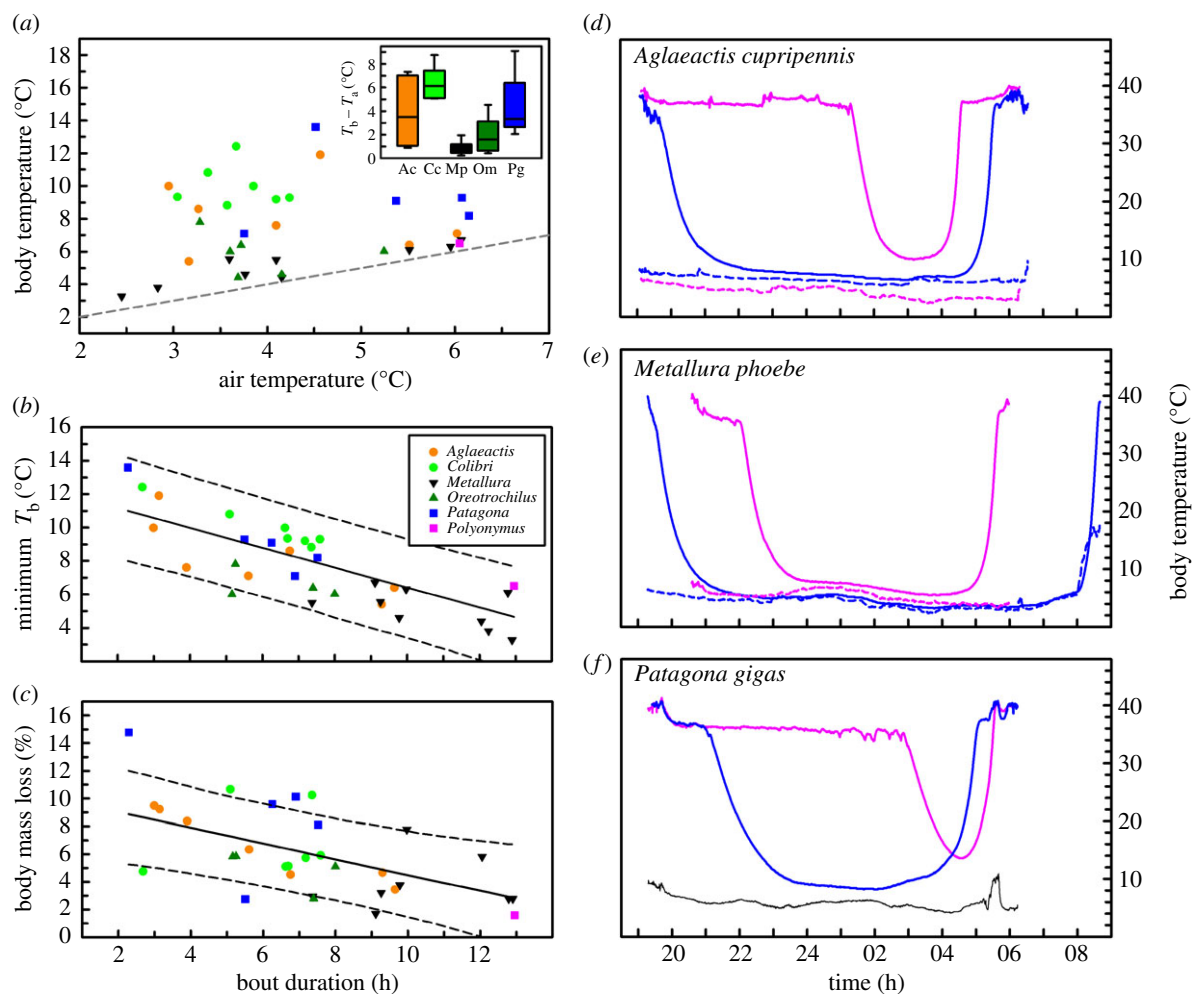 (a)
18
16
14
12
10
8
6
4
2
body temperature (°C)
2 3 4 5 6 7
air temperature (°C)
8
6
4
2
0
T_b − T_a (°C)
Ac Cc Mp Om Pg
(b)
16
14
12
10
8
6
4
minimum T_b (°C)
Aglaeactis
Colibri
Metallura
Oreotrochilus
Patagona
Polyonymus
(c)
16
14
12
10
8
6
4
2
0
body mass loss (%)
2 4 6 8 10 12
bout duration (h)
(d)
Aglaeactis cupripennis
40
30
20
10
(e)
Metallura phoebe
40
30
20
10
body temperature (°C)
(f)
Patagona gigas
40
30
20
10
20 22 24 02 04 06 08
time (h)